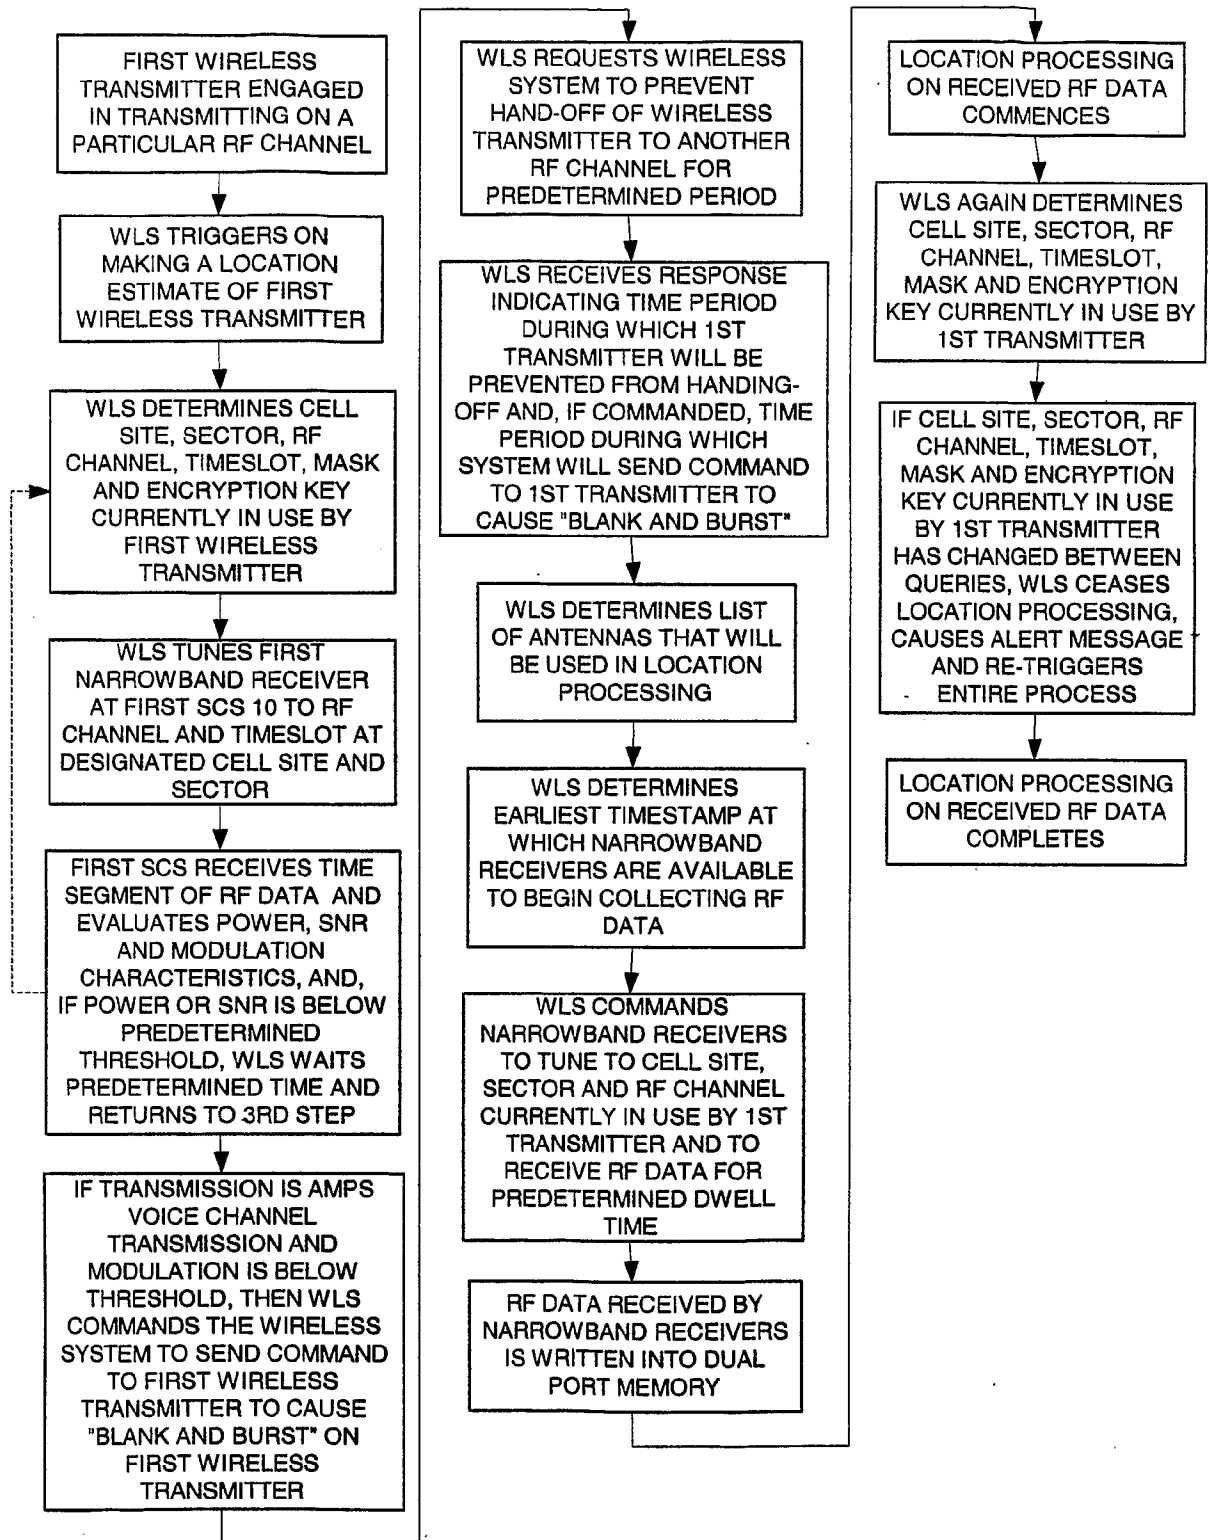 FIRST WIRELESS
TRANSMITTER ENGAGED
IN TRANSMITTING ON A
PARTICULAR RF CHANNEL
WLS TRIGGERS ON
MAKING A LOCATION
ESTIMATE OF FIRST
WIRELESS TRANSMITTER
WLS DETERMINES CELL
SITE, SECTOR, RF
CHANNEL, TIMESLOT, MASK
AND ENCRYPTION KEY
CURRENTLY IN USE BY
FIRST WIRELESS
TRANSMITTER
WLS TUNES FIRST
NARROWBAND RECEIVER
AT FIRST SCS 10 TO RF
CHANNEL AND TIMESLOT AT
DESIGNATED CELL SITE AND
SECTOR
FIRST SCS RECEIVES TIME
SEGMENT OF RF DATA AND
EVALUATES POWER, SNR
AND MODULATION
CHARACTERISTICS, AND,
IF POWER OR SNR IS BELOW
PREDETERMINED
THRESHOLD, WLS WAITS
PREDETERMINED TIME AND
RETURNS TO 3RD STEP
IF TRANSMISSION IS AMPS
VOICE CHANNEL
TRANSMISSION AND
MODULATION IS BELOW
THRESHOLD, THEN WLS
COMMANDS THE WIRELESS
SYSTEM TO SEND COMMAND
TO FIRST WIRELESS
TRANSMITTER TO CAUSE
"BLANK AND BURST" ON
FIRST WIRELESS
TRANSMITTER
WLS REQUESTS WIRELESS
SYSTEM TO PREVENT
HAND-OFF OF WIRELESS
TRANSMITTER TO ANOTHER
RF CHANNEL FOR
PREDETERMINED PERIOD
WLS RECEIVES RESPONSE
INDICATING TIME PERIOD
DURING WHICH 1ST
TRANSMITTER WILL BE
PREVENTED FROM HANDING-
OFF AND, IF COMMANDED, TIME
PERIOD DURING WHICH
SYSTEM WILL SEND COMMAND
TO 1ST TRANSMITTER TO
CAUSE "BLANK AND BURST"
WLS DETERMINES LIST
OF ANTENNAS THAT WILL
BE USED IN LOCATION
PROCESSING
WLS DETERMINES
EARLIEST TIMESTAMP AT
WHICH NARROWBAND
RECEIVERS ARE AVAILABLE
TO BEGIN COLLECTING RF
DATA
WLS COMMANDS
NARROWBAND RECEIVERS
TO TUNE TO CELL SITE,
SECTOR AND RF CHANNEL
CURRENTLY IN USE BY 1ST
TRANSMITTER AND TO
RECEIVE RF DATA FOR
PREDETERMINED DWELL
TIME
RF DATA RECEIVED BY
NARROWBAND RECEIVERS
IS WRITTEN INTO DUAL
PORT MEMORY
LOCATION PROCESSING
ON RECEIVED RF DATA
COMMENCES
WLS AGAIN DETERMINES
CELL SITE, SECTOR, RF
CHANNEL, TIMESLOT,
MASK AND ENCRYPTION
KEY CURRENTLY IN USE BY
1ST TRANSMITTER
IF CELL SITE, SECTOR, RF
CHANNEL, TIMESLOT,
MASK AND ENCRYPTION
KEY CURRENTLY IN USE
BY 1ST TRANSMITTER
HAS CHANGED BETWEEN
QUERIES, WLS CEASES
LOCATION PROCESSING,
CAUSES ALERT MESSAGE
AND RE-TRIGGERS
ENTIRE PROCESS
LOCATION PROCESSING
ON RECEIVED RF DATA
COMPLETES